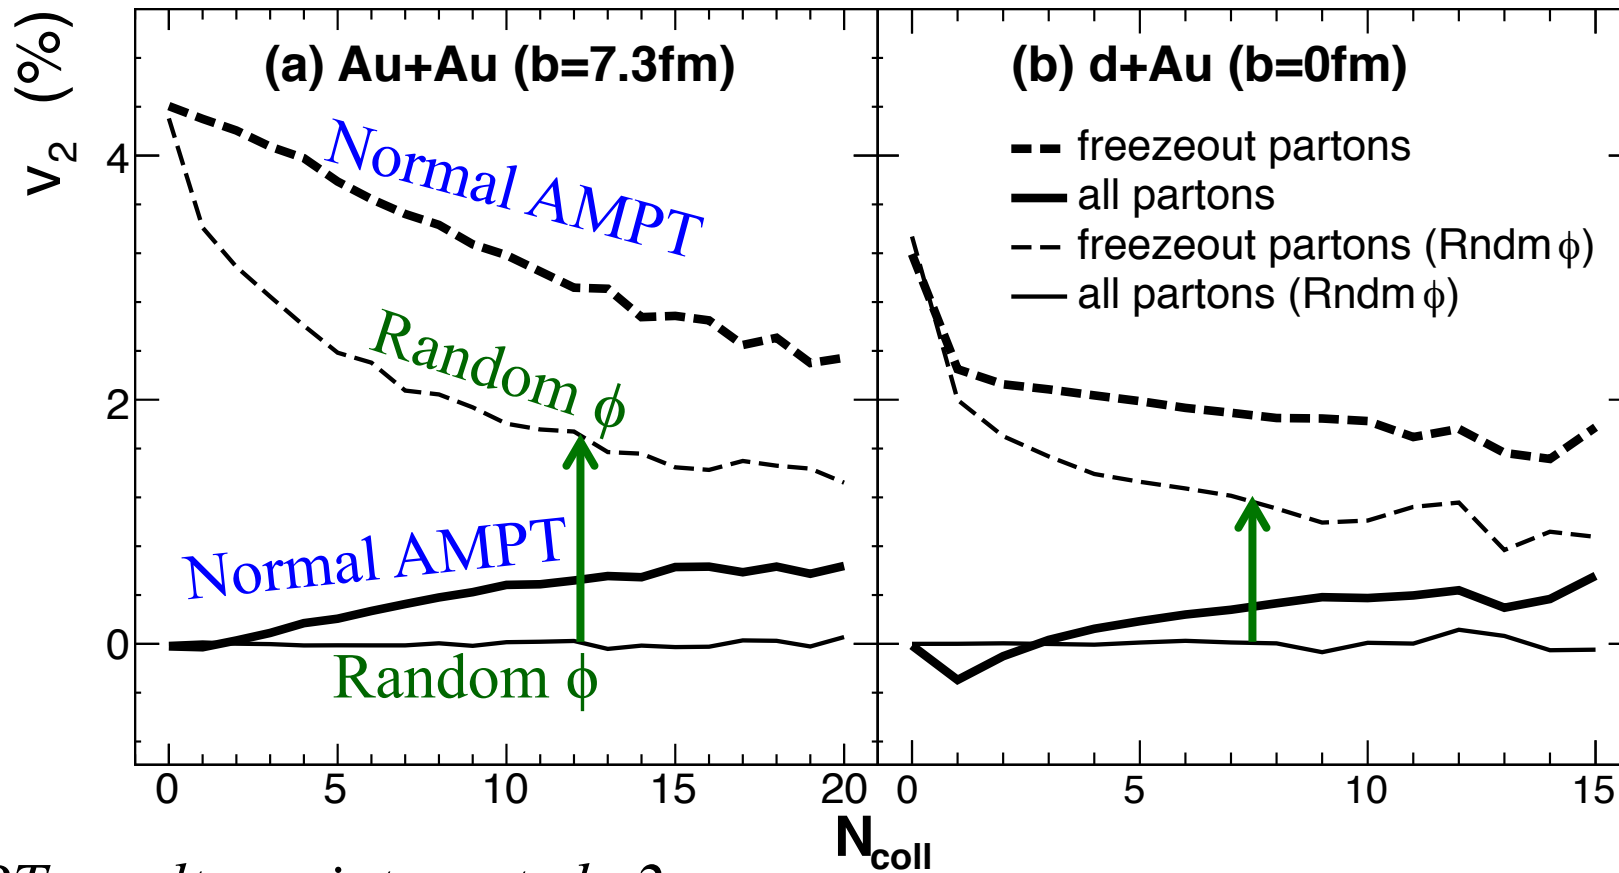 v2 (%)
(a) Au+Au (b=7.3fm)
(b) d+Au (b=0fm)
freezeout partons
all partons
freezeout partons (Rndm ϕ)
all partons (Rndm ϕ)
Normal AMPT
Random ϕ
Normal AMPT
Random ϕ
4
2
0
0 5 10 15 20
0 5 10 15
Ncoll